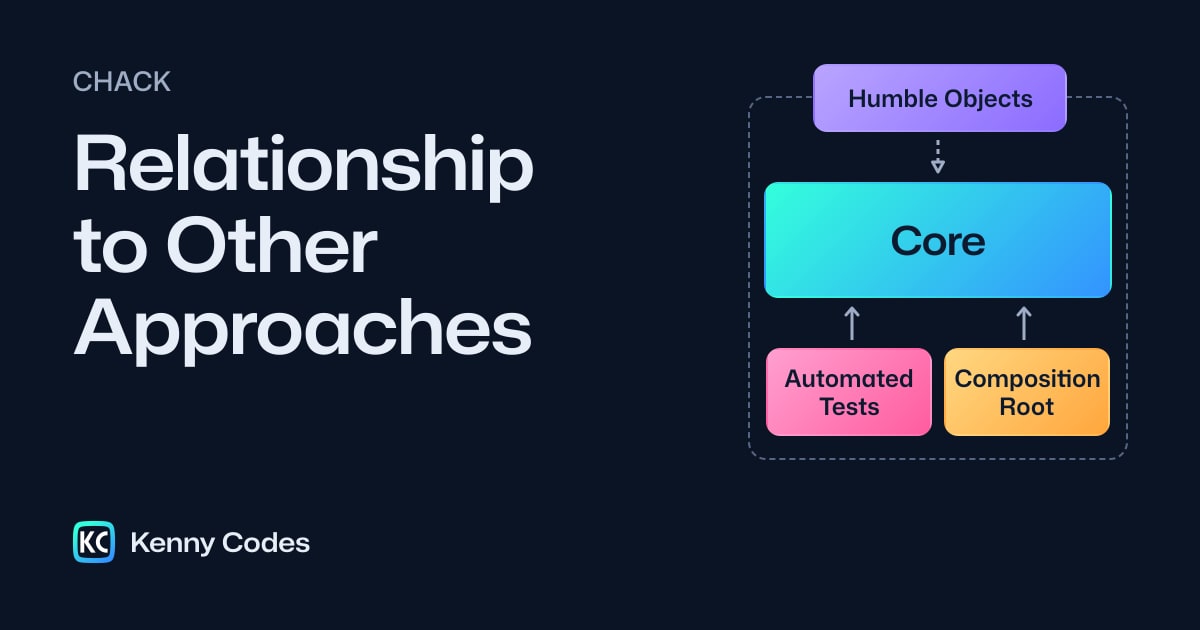 CHACK
Relationship
to Other
Approaches
Humble Objects
Core
Automated
Tests
Composition
Root
KC
Kenny Codes